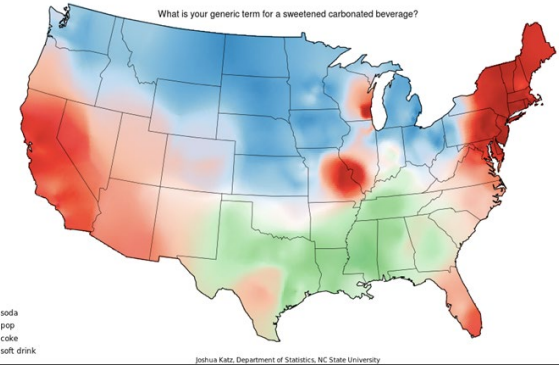 What is your generic term for a sweetened carbonated beverage?
soda
pop
coke
soft drink
Joshua Katz, Department of Statistics, NC State University